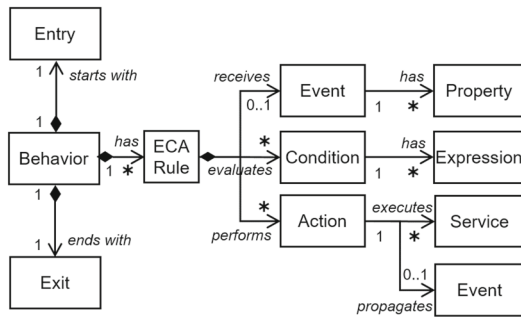 Entry
1
starts with
1
Behavior
1
has
*
ECA
Rule
1
1
ends with
Exit
receives
0..1
Event
1
has
*
Property
*
evaluates
Condition
1
has
*
Expression
*
performs
Action
1
executes
*
Service
0..1
propagates
Event